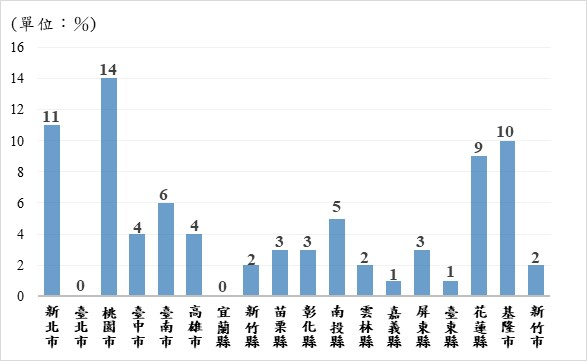 (單位：%)
16
14
12
10
8
6
4
2
0
11
0
14
4
6
4
0
2
3
3
5
2
1
3
1
9
10
2
新北市
臺北市
桃園市
臺中市
臺南市
高雄市
宜蘭縣
新竹縣
苗栗縣
彰化縣
南投縣
雲林縣
嘉義縣
屏東縣
臺東縣
花蓮縣
基隆市
新竹市